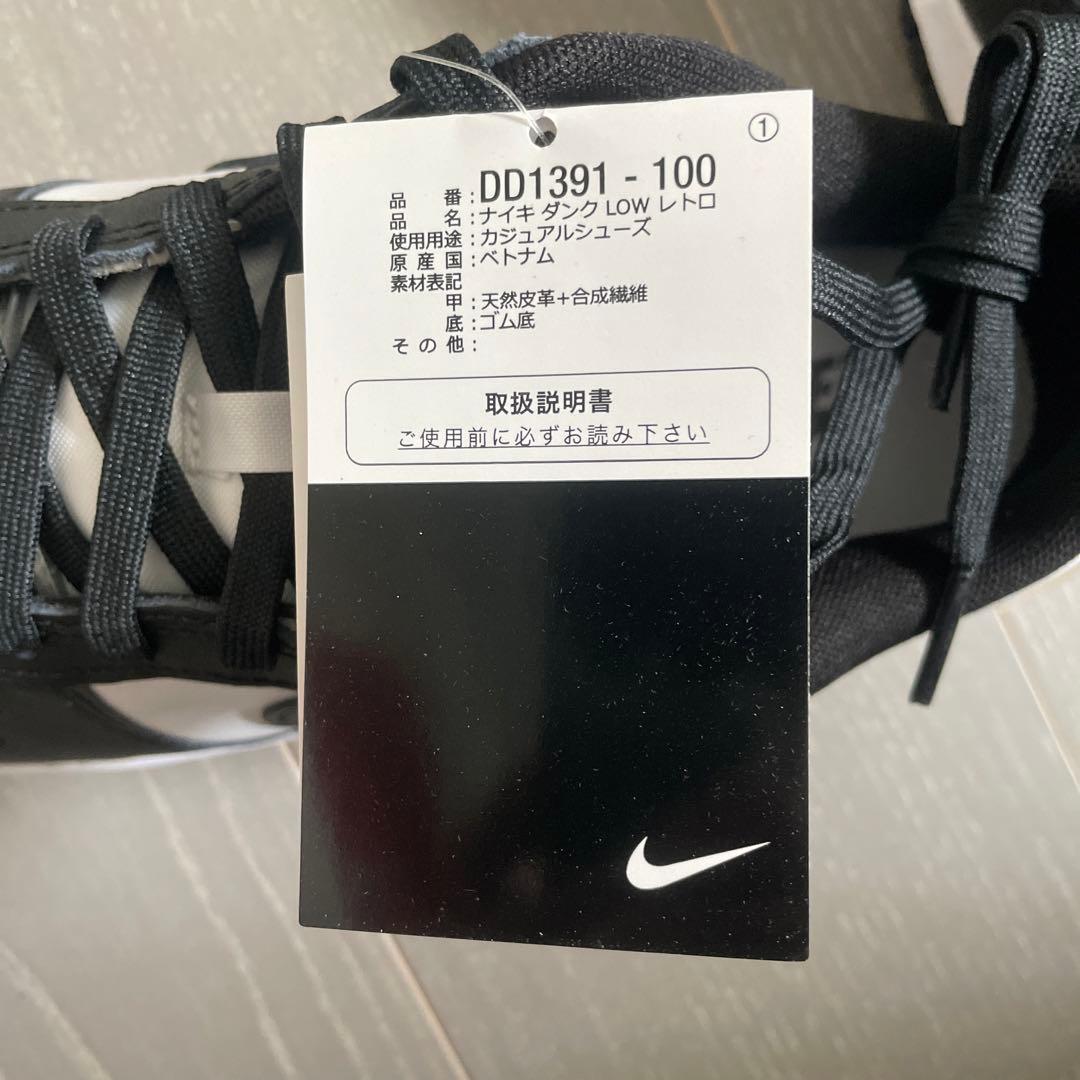 ①
品番：DD1391 - 100
品名：ナイキ ダンク LOW レトロ
使用用途：カジュアルシューズ
原産国：ベトナム
素材表記
甲：天然皮革+合成繊維
底：ゴム底
その他：
取扱説明書
ご使用前に必ずお読み下さい